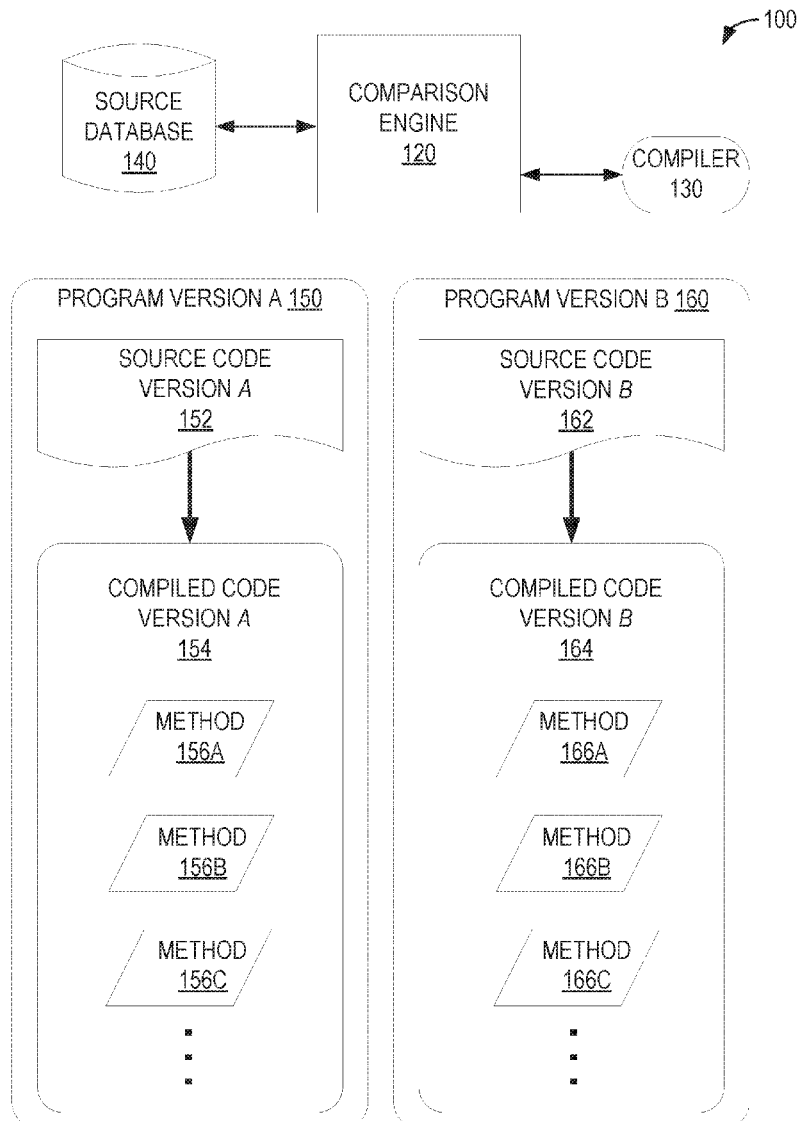 100
SOURCE
DATABASE
140
COMPARISON
ENGINE
120
COMPILER
130
PROGRAM VERSION A 150
SOURCE CODE
VERSION A
152
COMPILED CODE
VERSION A
154
METHOD
156A
METHOD
156B
METHOD
156C
PROGRAM VERSION B 160
SOURCE CODE
VERSION B
162
COMPILED CODE
VERSION B
164
METHOD
166A
METHOD
166B
METHOD
166C